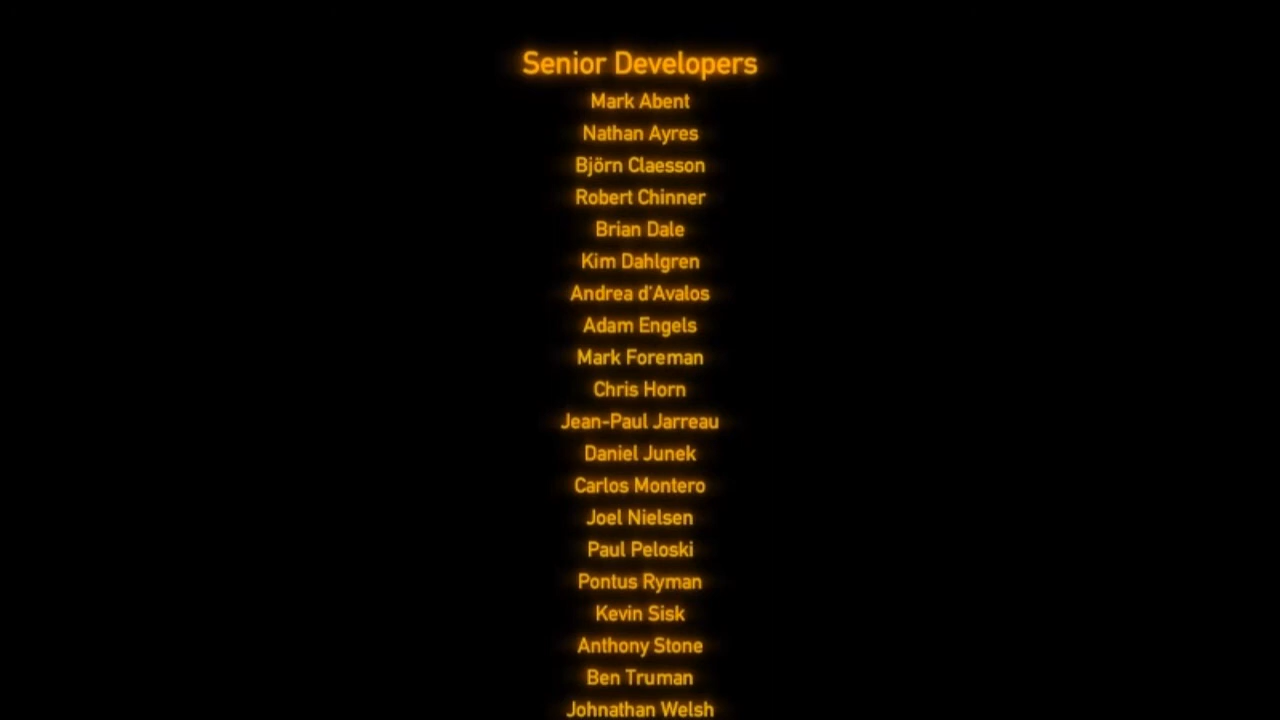 Senior Developers
Mark Abent
Nathan Ayres
Björn Claesson
Robert Chinner
Brian Dale
Kim Dahlgren
Andrea d'Avalos
Adam Engels
Mark Foreman
Chris Horn
Jean-Paul Jarreau
Daniel Junek
Carlos Montero
Joel Nielsen
Paul Peloski
Pontus Ryman
Kevin Sisk
Anthony Stone
Ben Truman
Johnathan Welsh